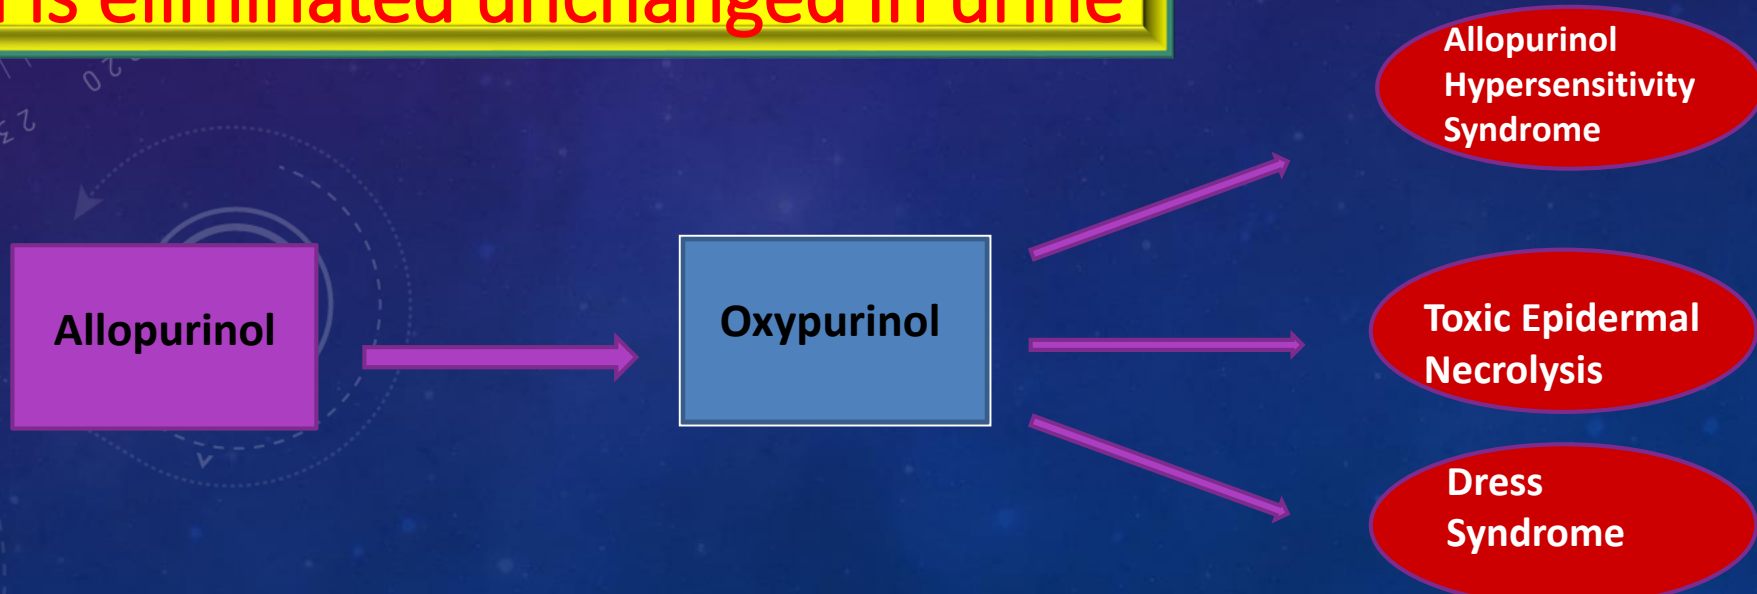 is eliminated unchanged in urine
Allopurinol
Hypersensitivity
Syndrome
Allopurinol
Oxypurinol
Toxic Epidermal
Necrolysis
Dress
Syndrome